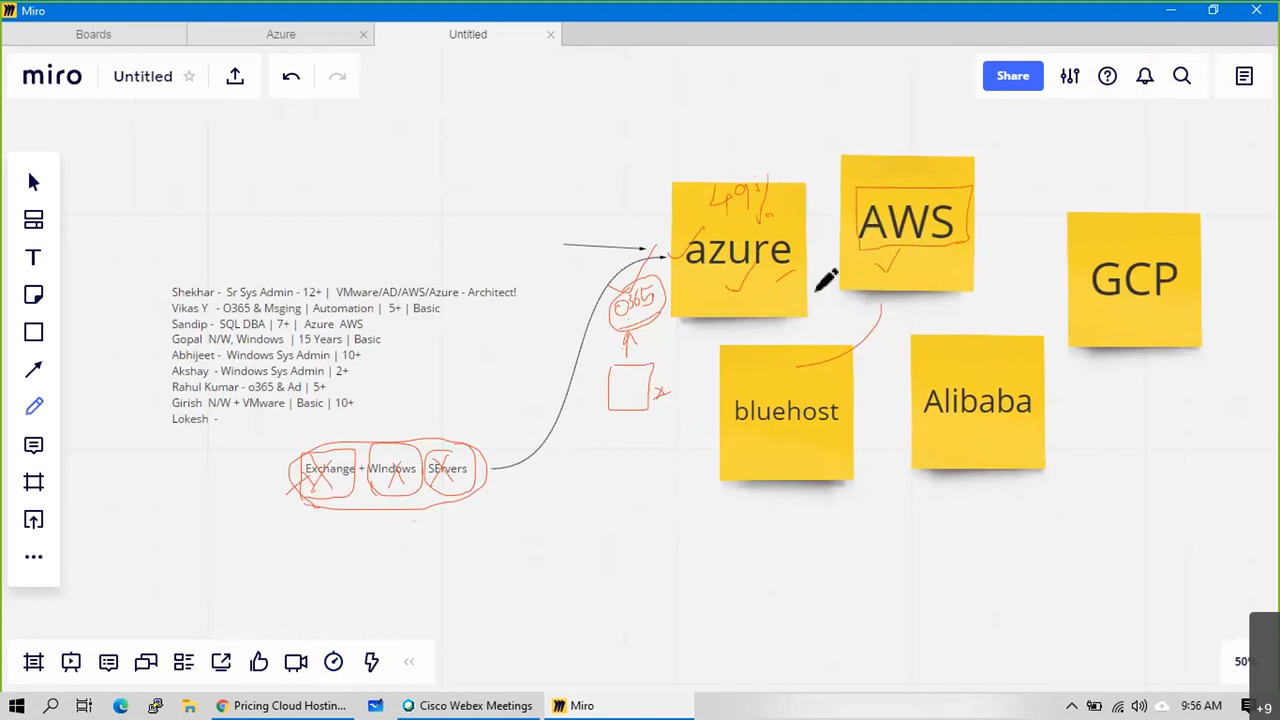 Miro
Boards
Azure
Untitled
miro
Untitled
Share
49%
azure
AWS
GCP
O365
Shekhar - Sr Sys Admin - 12+ | VMware/AD/AWS/Azure - Architect!
Vikas Y - O365 & Msging | Automation | 5+ | Basic
Sandip - SQL DBA | 7+ | Azure AWS
Gopal N/W, Windows | 15 Years | Basic
Abhijeet - Windows Sys Admin | 10+
Akshay - Windows Sys Admin | 2+
Rahul Kumar - o365 & Ad | 5+
Girish N/W + VMware | Basic | 10+
Lokesh -
bluehost
Alibaba
Exchange + WIndows SErvers
50%
Pricing Cloud Hostin...
Cisco Webex Meetings
Miro
9:56 AM
+9